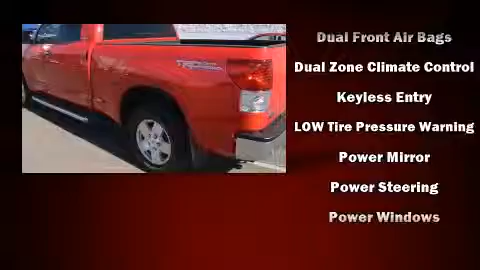 TRD
Dual Front Air Bags
Dual Zone Climate Control
Keyless Entry
LOW Tire Pressure Warning
Power Mirror
Power Steering
Power Windows